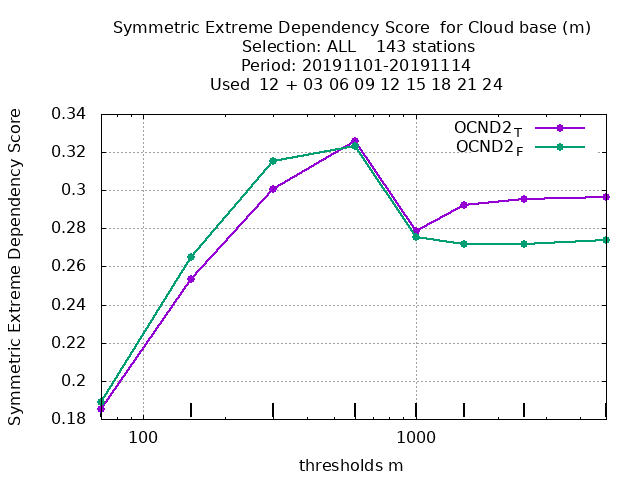 Symmetric Extreme Dependency Score  for Cloud base (m)
Selection: ALL    143 stations
Period: 20191101-20191114
Used  12 + 03 06 09 12 15 18 21 24
Symmetric Extreme Dependency Score
0.34
0.32
0.3
0.28
0.26
0.24
0.22
0.2
0.18
OCND2T
OCND2F
100
1000
thresholds m